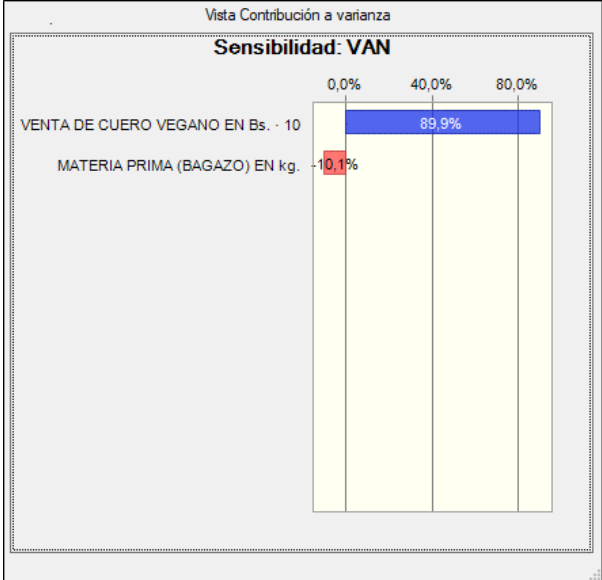 Vista Contribución a varianza
Sensibilidad: VAN
0,0% 40,0% 80,0%
VENTA DE CUERO VEGANO EN Bs. - 10 89,9%
MATERIA PRIMA (BAGAZO) EN kg. -10,1%